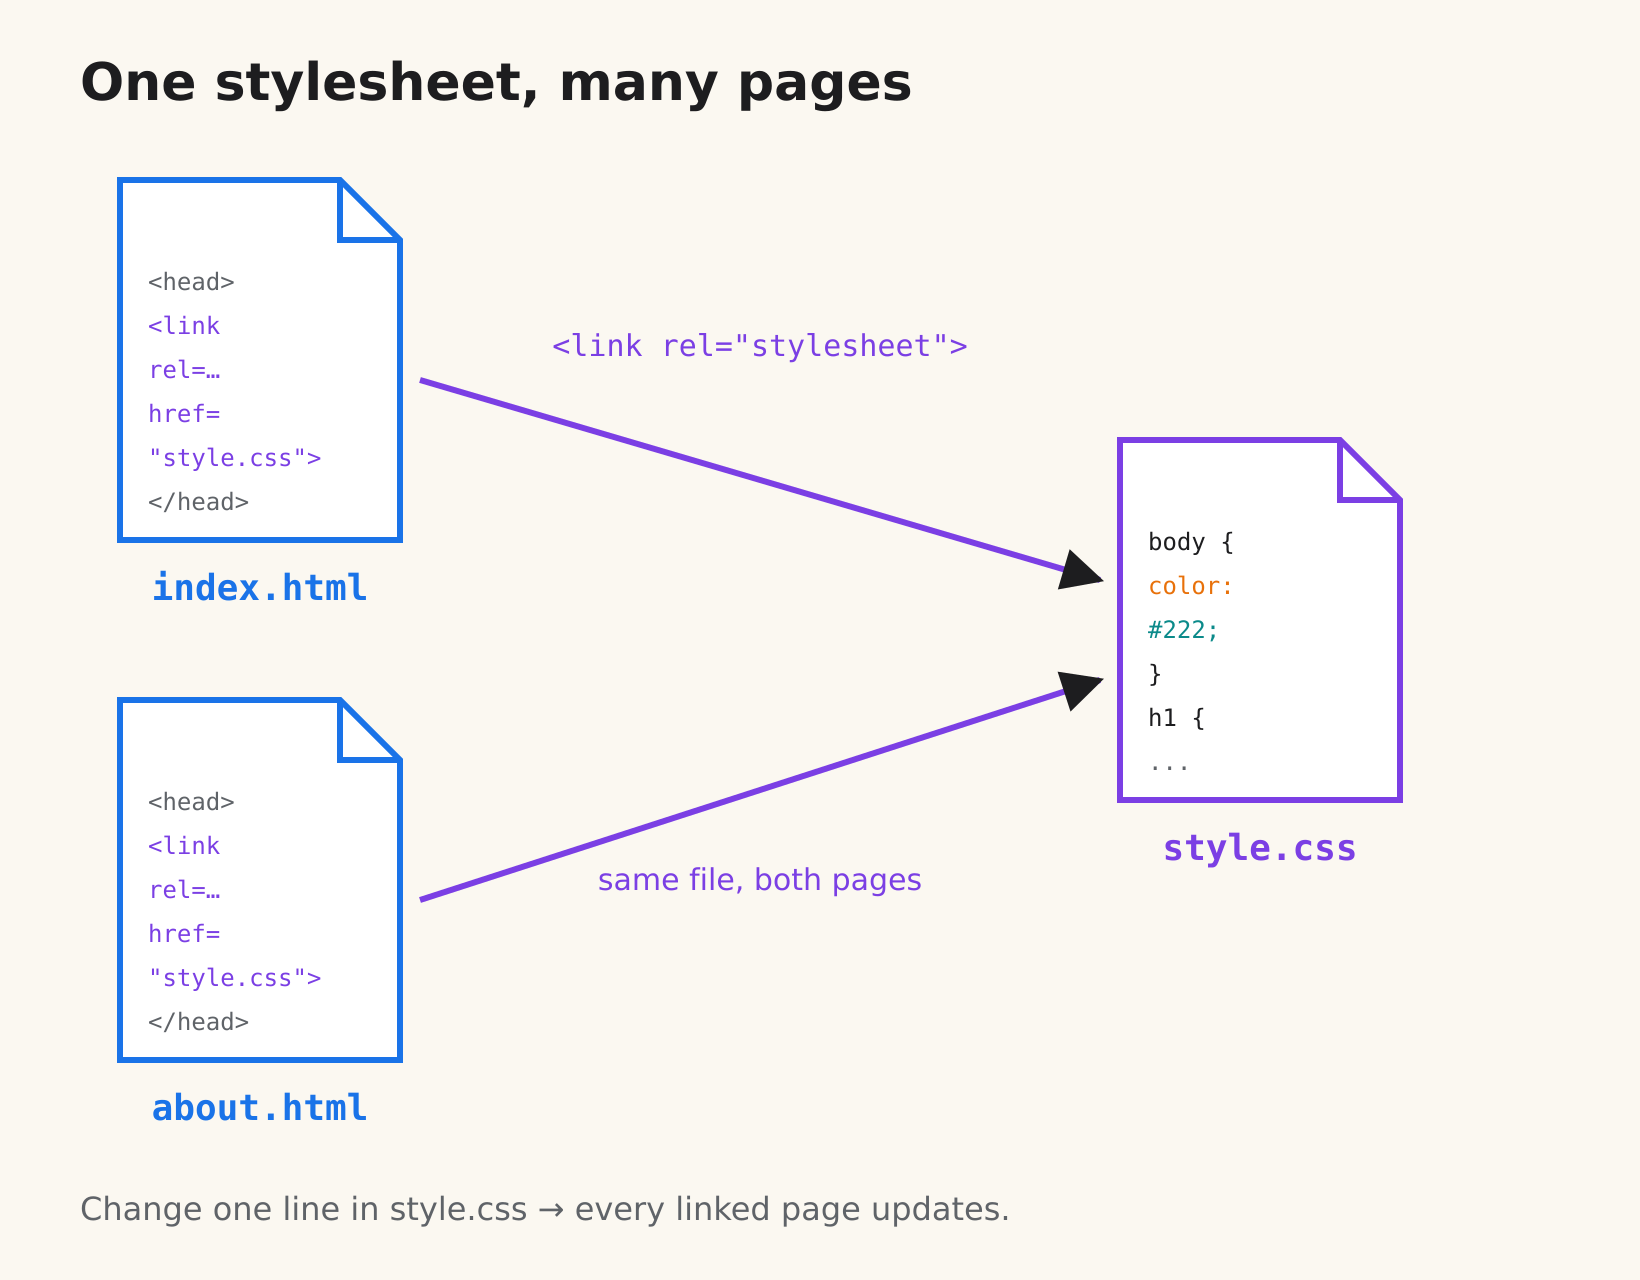 One stylesheet, many pages
<head>
<link
rel=…
href=
"style.css">
</head>
index.html
<link rel="stylesheet">
body {
color:
#222;
}
h1 {
...
style.css
<head>
<link
rel=…
href=
"style.css">
</head>
about.html
same file, both pages
Change one line in style.css → every linked page updates.